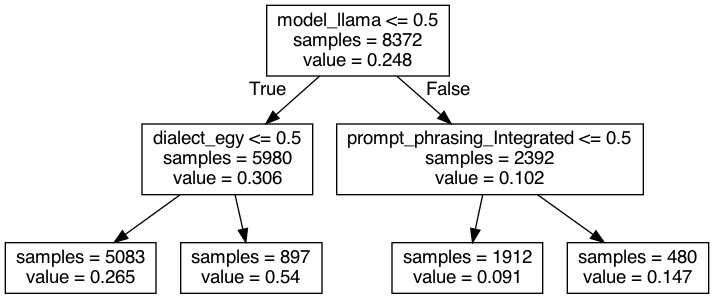 model_llama <= 0.5
samples = 8372
value = 0.248
True
False
dialect_egy <= 0.5
samples = 5980
value = 0.306
prompt_phrasing_Integrated <= 0.5
samples = 2392
value = 0.102
samples = 5083
value = 0.265
samples = 897
value = 0.54
samples = 1912
value = 0.091
samples = 480
value = 0.147